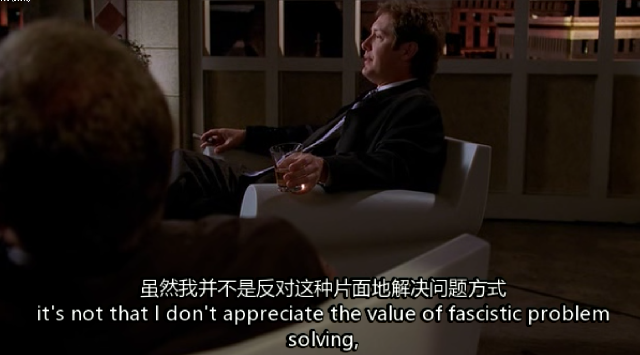 虽然我并不是反对这种片面地解决问题方式
it's not that I don't appreciate the value of fascistic problem
solving,